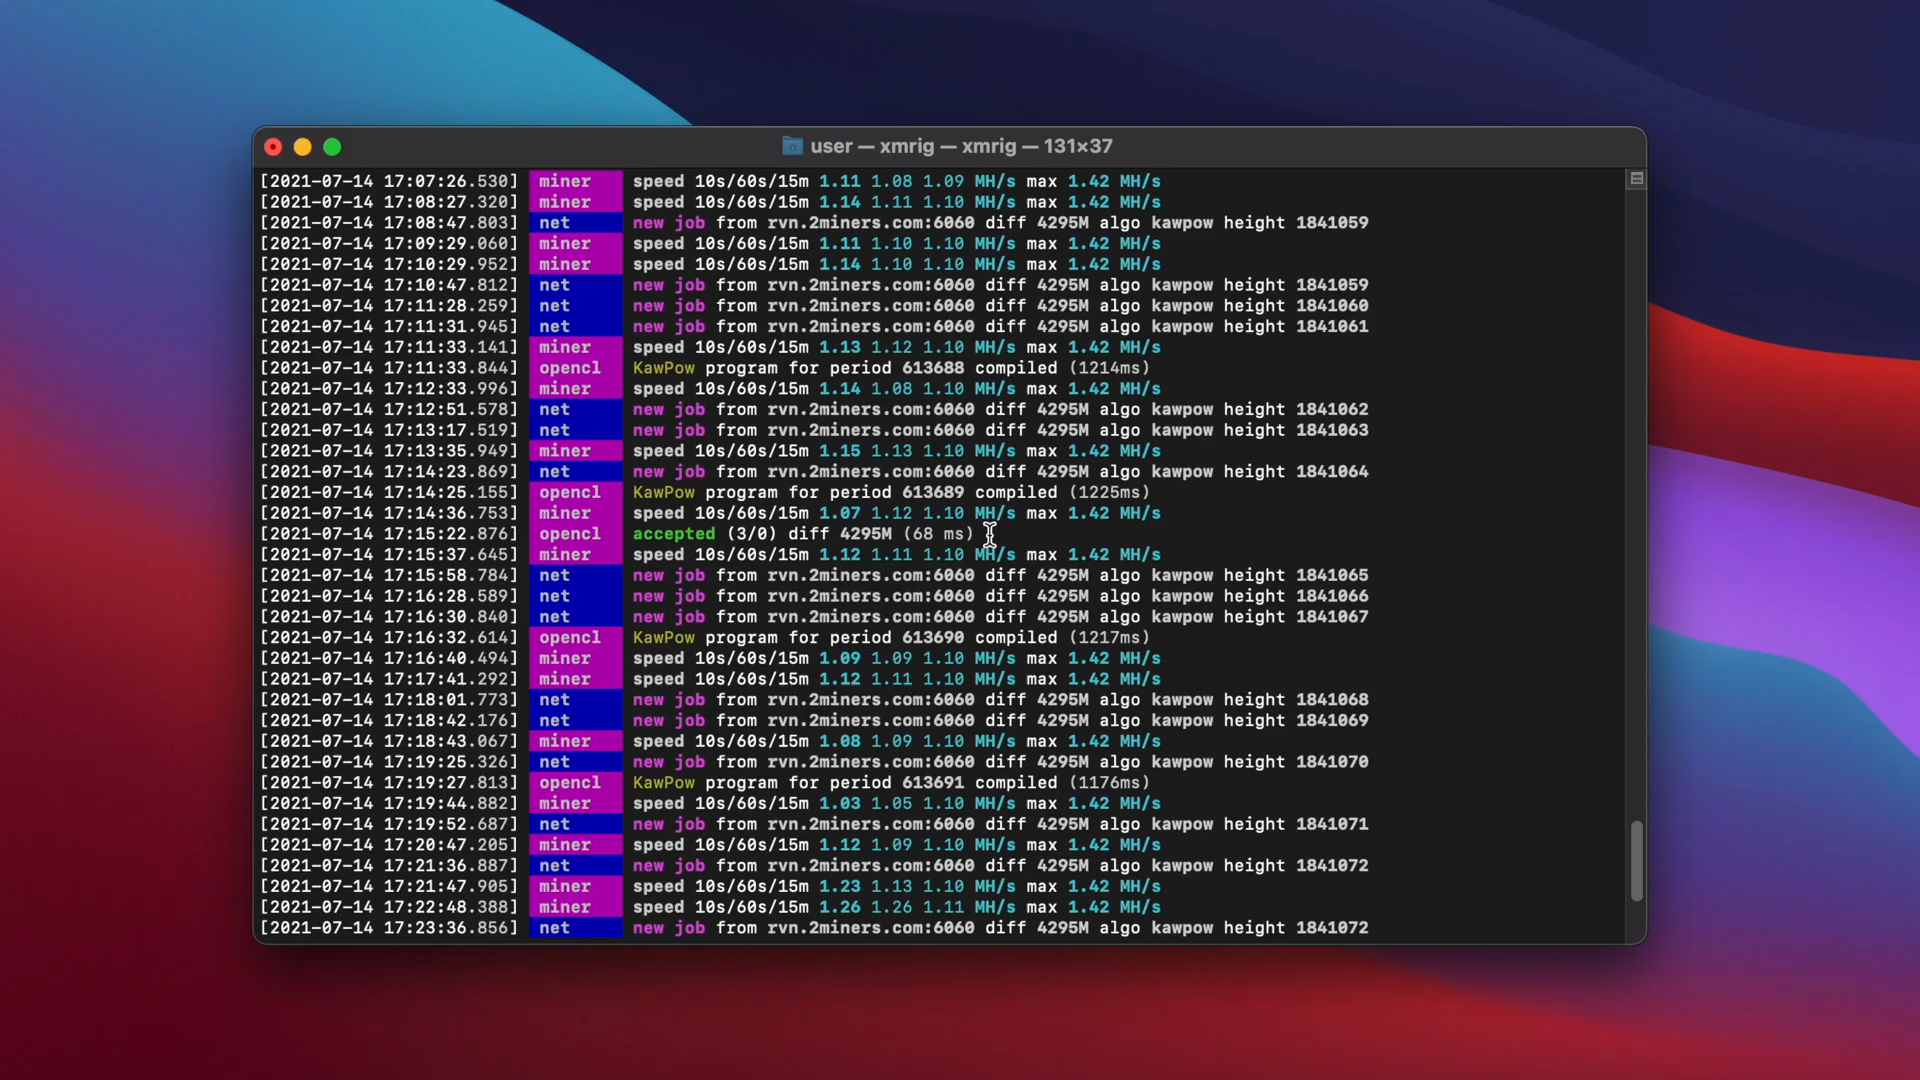 user — xmrig — xmrig — 131×37
[2021-07-14 17:07:26.530] miner speed 10s/60s/15m 1.11 1.08 1.09 MH/s max 1.42 MH/s
[2021-07-14 17:08:27.320] miner speed 10s/60s/15m 1.14 1.11 1.10 MH/s max 1.42 MH/s
[2021-07-14 17:08:47.803] net new job from rvn.2miners.com:6060 diff 4295M algo kawpow height 1841059
[2021-07-14 17:09:29.060] miner speed 10s/60s/15m 1.11 1.10 1.10 MH/s max 1.42 MH/s
[2021-07-14 17:10:29.952] miner speed 10s/60s/15m 1.14 1.10 1.10 MH/s max 1.42 MH/s
[2021-07-14 17:10:47.812] net new job from rvn.2miners.com:6060 diff 4295M algo kawpow height 1841059
[2021-07-14 17:11:28.259] net new job from rvn.2miners.com:6060 diff 4295M algo kawpow height 1841060
[2021-07-14 17:11:31.945] net new job from rvn.2miners.com:6060 diff 4295M algo kawpow height 1841061
[2021-07-14 17:11:33.141] miner speed 10s/60s/15m 1.13 1.12 1.10 MH/s max 1.42 MH/s
[2021-07-14 17:11:33.844] opencl KawPow program for period 613688 compiled (1214ms)
[2021-07-14 17:12:33.996] miner speed 10s/60s/15m 1.14 1.08 1.10 MH/s max 1.42 MH/s
[2021-07-14 17:12:51.578] net new job from rvn.2miners.com:6060 diff 4295M algo kawpow height 1841062
[2021-07-14 17:13:17.519] net new job from rvn.2miners.com:6060 diff 4295M algo kawpow height 1841063
[2021-07-14 17:13:35.949] miner speed 10s/60s/15m 1.15 1.13 1.10 MH/s max 1.42 MH/s
[2021-07-14 17:14:23.869] net new job from rvn.2miners.com:6060 diff 4295M algo kawpow height 1841064
[2021-07-14 17:14:25.155] opencl KawPow program for period 613689 compiled (1225ms)
[2021-07-14 17:14:36.753] miner speed 10s/60s/15m 1.07 1.12 1.10 MH/s max 1.42 MH/s
[2021-07-14 17:15:22.876] opencl accepted (3/0) diff 4295M (68 ms)
[2021-07-14 17:15:37.645] miner speed 10s/60s/15m 1.12 1.11 1.10 MH/s max 1.42 MH/s
[2021-07-14 17:15:58.784] net new job from rvn.2miners.com:6060 diff 4295M algo kawpow height 1841065
[2021-07-14 17:16:28.589] net new job from rvn.2miners.com:6060 diff 4295M algo kawpow height 1841066
[2021-07-14 17:16:30.840] net new job from rvn.2miners.com:6060 diff 4295M algo kawpow height 1841067
[2021-07-14 17:16:32.614] opencl KawPow program for period 613690 compiled (1217ms)
[2021-07-14 17:16:40.494] miner speed 10s/60s/15m 1.09 1.09 1.10 MH/s max 1.42 MH/s
[2021-07-14 17:17:41.292] miner speed 10s/60s/15m 1.12 1.11 1.10 MH/s max 1.42 MH/s
[2021-07-14 17:18:01.773] net new job from rvn.2miners.com:6060 diff 4295M algo kawpow height 1841068
[2021-07-14 17:18:42.176] net new job from rvn.2miners.com:6060 diff 4295M algo kawpow height 1841069
[2021-07-14 17:18:43.067] miner speed 10s/60s/15m 1.08 1.09 1.10 MH/s max 1.42 MH/s
[2021-07-14 17:19:25.326] net new job from rvn.2miners.com:6060 diff 4295M algo kawpow height 1841070
[2021-07-14 17:19:27.813] opencl KawPow program for period 613691 compiled (1176ms)
[2021-07-14 17:19:44.882] miner speed 10s/60s/15m 1.03 1.05 1.10 MH/s max 1.42 MH/s
[2021-07-14 17:19:52.687] net new job from rvn.2miners.com:6060 diff 4295M algo kawpow height 1841071
[2021-07-14 17:20:47.205] miner speed 10s/60s/15m 1.12 1.09 1.10 MH/s max 1.42 MH/s
[2021-07-14 17:21:36.887] net new job from rvn.2miners.com:6060 diff 4295M algo kawpow height 1841072
[2021-07-14 17:21:47.905] miner speed 10s/60s/15m 1.23 1.13 1.10 MH/s max 1.42 MH/s
[2021-07-14 17:22:48.388] miner speed 10s/60s/15m 1.26 1.26 1.11 MH/s max 1.42 MH/s
[2021-07-14 17:23:36.856] net new job from rvn.2miners.com:6060 diff 4295M algo kawpow height 1841072